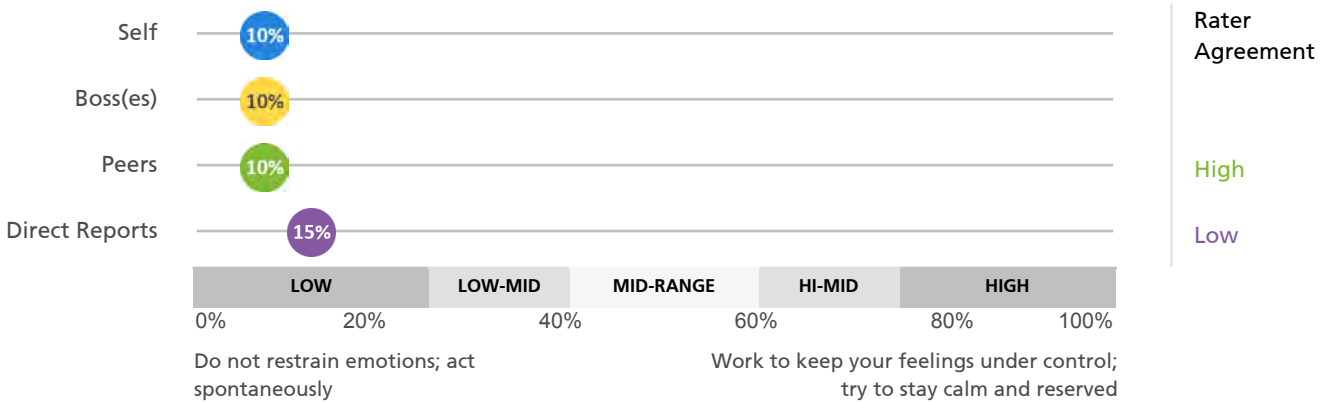 Self
10%
Rater
Agreement
Boss(es)
10%
Peers
10%
High
Direct Reports
15%
Low
LOW LOW-MID MID-RANGE HI-MID HIGH
0% 20% 40% 60% 80% 100%
Do not restrain emotions; act
spontaneously
Work to keep your feelings under control;
try to stay calm and reserved